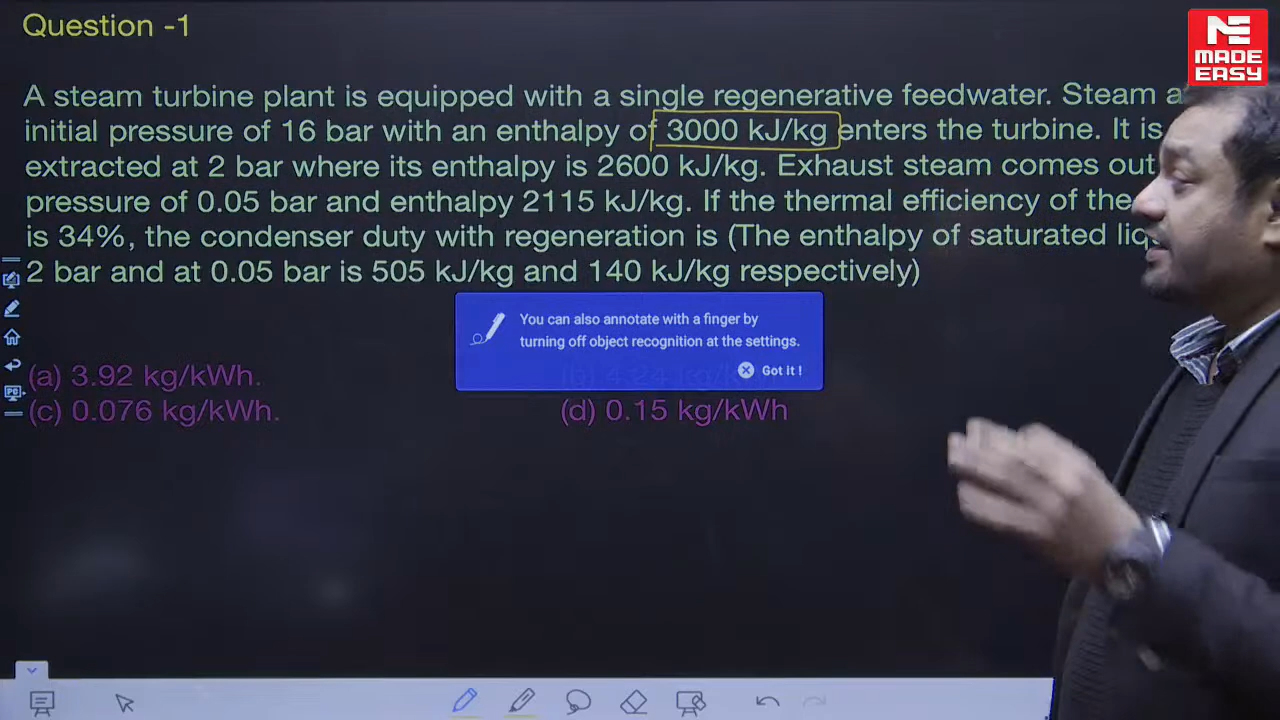 Question -1
MADE
EASY
A steam turbine plant is equipped with a single regenerative feedwater. Steam a
initial pressure of 16 bar with an enthalpy of 3000 kJ/kg enters the turbine. It is
extracted at 2 bar where its enthalpy is 2600 kJ/kg. Exhaust steam comes out
pressure of 0.05 bar and enthalpy 2115 kJ/kg. If the thermal efficiency of the
is 34%, the condenser duty with regeneration is (The enthalpy of saturated
2 bar and at 0.05 bar is 505 kJ/kg and 140 kJ/kg respectively)
You can also annotate with a finger by
turning off object recognition at the settings.
Got it !
(a) 3.92 kg/kWh.
(c) 0.076 kg/kWh.
(d) 0.15 kg/kWh
PC